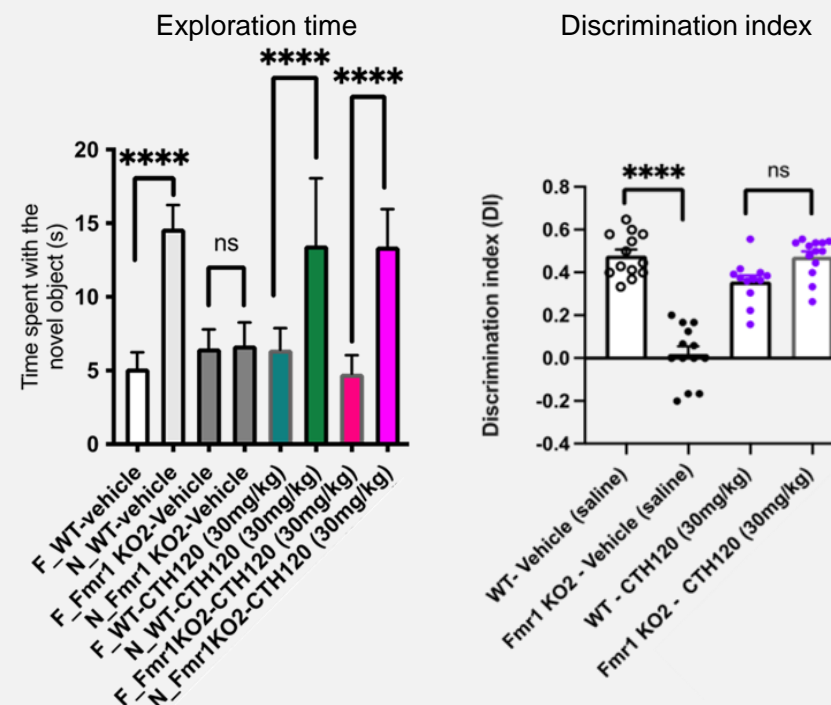 Exploration time
****
****
20
****
15
ns
10
5
0
Time spent with the
novel object (s)
F_WT-vehicle
N_WT-vehicle
F_Fmr1 KO2-Vehicle
N_Fmr1 KO2-Vehicle
F_WT-CTH120 (30mg/kg)
N_WT-CTH120 (30mg/kg)
F_Fmr1KO2-CTH120 (30mg/kg)
N_Fmr1KO2-CTH120 (30mg/kg)
Discrimination index
****
ns
0.8
0.6
0.4
0.2
0.0
-0.2
-0.4
Discrimination index (DI)
WT- Vehicle (saline)
Fmr1 KO2 - Vehicle (saline)
WT - CTH120 (30mg/kg)
Fmr1 KO2 - CTH120 (30mg/kg)